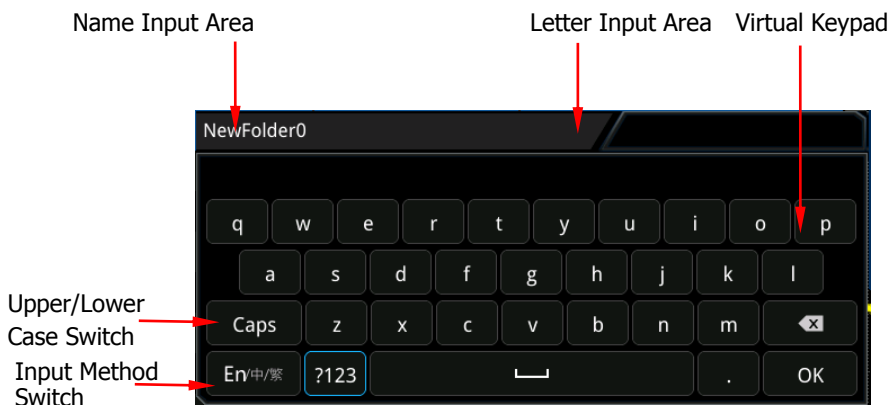 Name Input Area
Letter Input Area
Virtual Keypad
NewFolder0
q w e r t y u i o p
a s d f g h j k l
Upper/Lower
Case Switch
Caps z x c v b n m
Input Method
Switch
En/中/繁 ?123 . OK